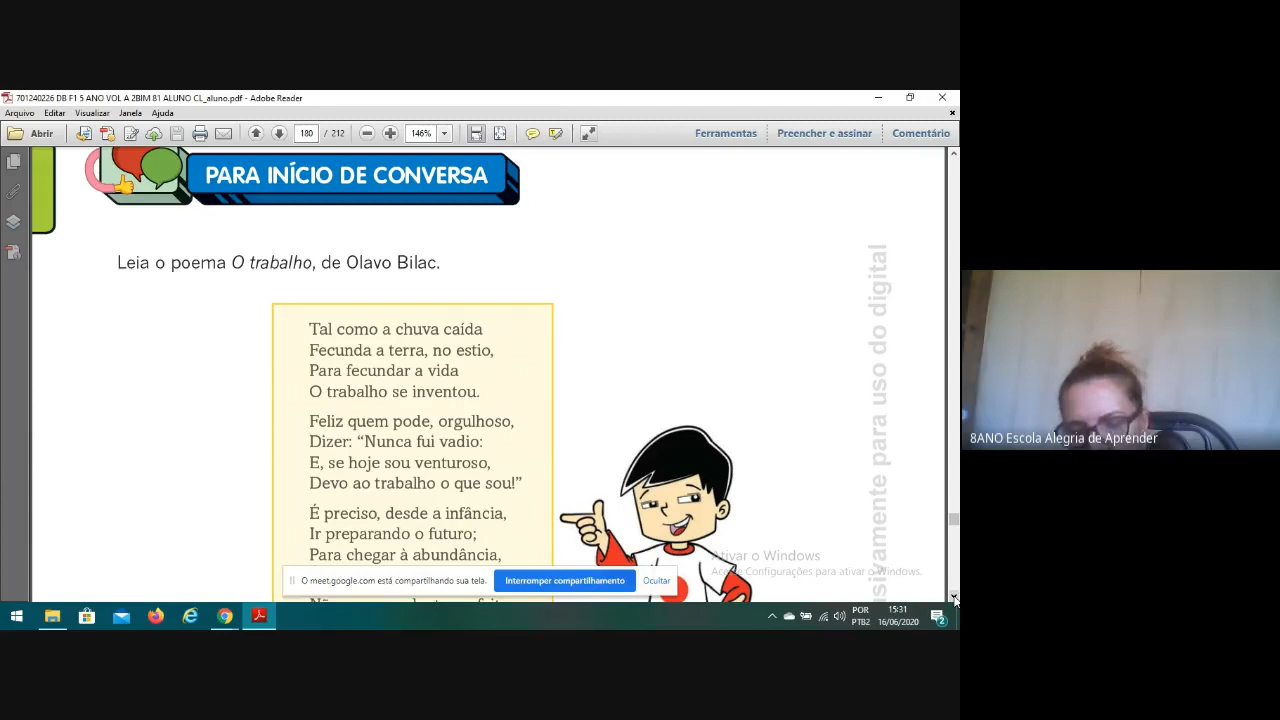 701240226 DB F1 5 ANO VOL A 2BIM 81 ALUNO CL_aluno.pdf - Adobe Reader
Arquivo Editar Visualizar Janela Ajuda
Abrir 180 / 212 146% Ferramentas Preencher e assinar Comentário
PARA INÍCIO DE CONVERSA
Leia o poema O trabalho, de Olavo Bilac.
Tal como a chuva caída
Fecunda a terra, no estio,
Para fecundar a vida
O trabalho se inventou.
Feliz quem pode, orgulhoso,
Dizer: “Nunca fui vadio:
E, se hoje sou venturoso,
Devo ao trabalho o que sou!”
É preciso, desde a infância,
Ir preparando o futuro;
Para chegar à abundância,
sivamente para uso do digital
Ativar o Windows
Acesse Configurações para ativar o Windows.
O meet.google.com está compartilhando sua tela. Interromper compartilhamento Ocultar
8ANO Escola Alegria de Aprender
POR
PTB2
15:31
16/06/2020
2